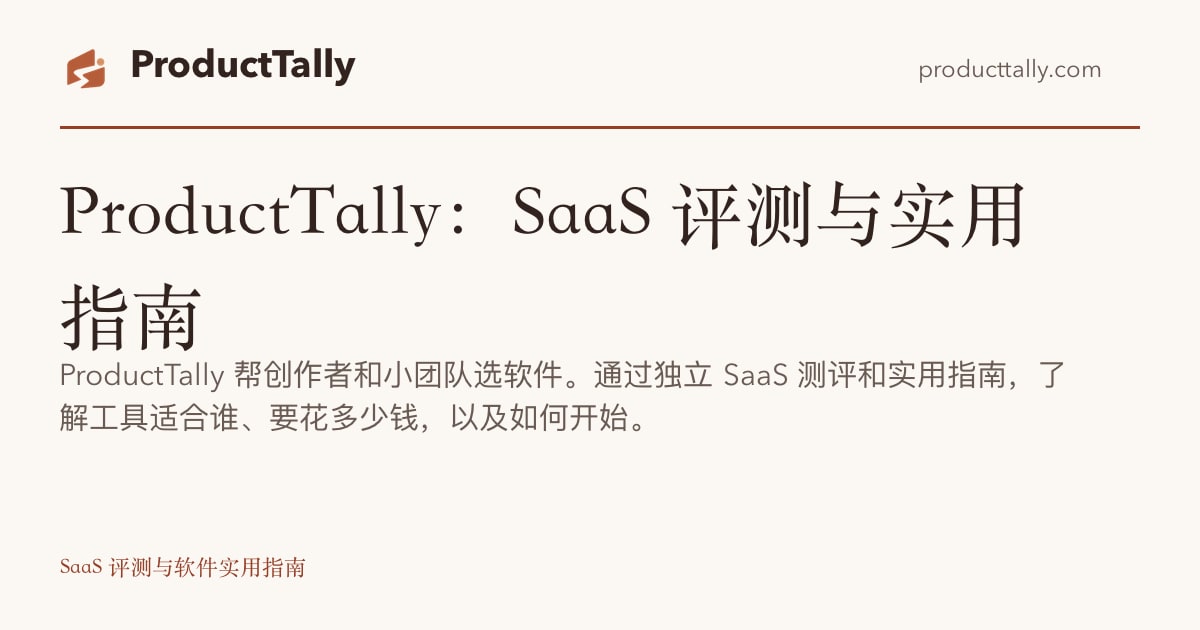 ProductTally
producttally.com
ProductTally：SaaS 评测与实用
指南
ProductTally 帮创作者和小团队选软件。通过独立 SaaS 测评和实用指南，了
解工具适合谁、要花多少钱，以及如何开始。
SaaS 评测与软件实用指南